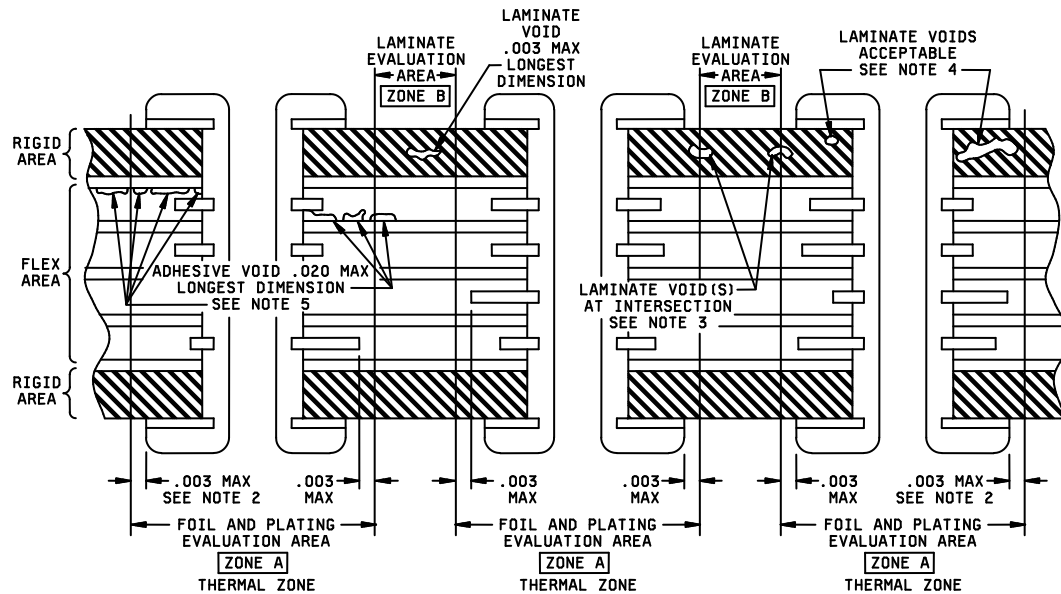 LAMINATE
VOID
.003 MAX
LONGEST
DIMENSION
LAMINATE
EVALUATION
AREA
ZONE B
LAMINATE
EVALUATION
AREA
ZONE B
LAMINATE VOIDS
ACCEPTABLE
SEE NOTE 4
RIGID
AREA
FLEX
AREA
RIGID
AREA
ADHESIVE VOID .020 MAX
LONGEST DIMENSION
SEE NOTE 5
LAMINATE VOID(S)
AT INTERSECTION
SEE NOTE 3
.003 MAX
SEE NOTE 2
.003
MAX
.003
MAX
.003
MAX
.003 MAX
SEE NOTE 2
FOIL AND PLATING
EVALUATION AREA
ZONE A
THERMAL ZONE
FOIL AND PLATING
EVALUATION AREA
ZONE A
THERMAL ZONE
FOIL AND PLATING
EVALUATION AREA
ZONE A
THERMAL ZONE